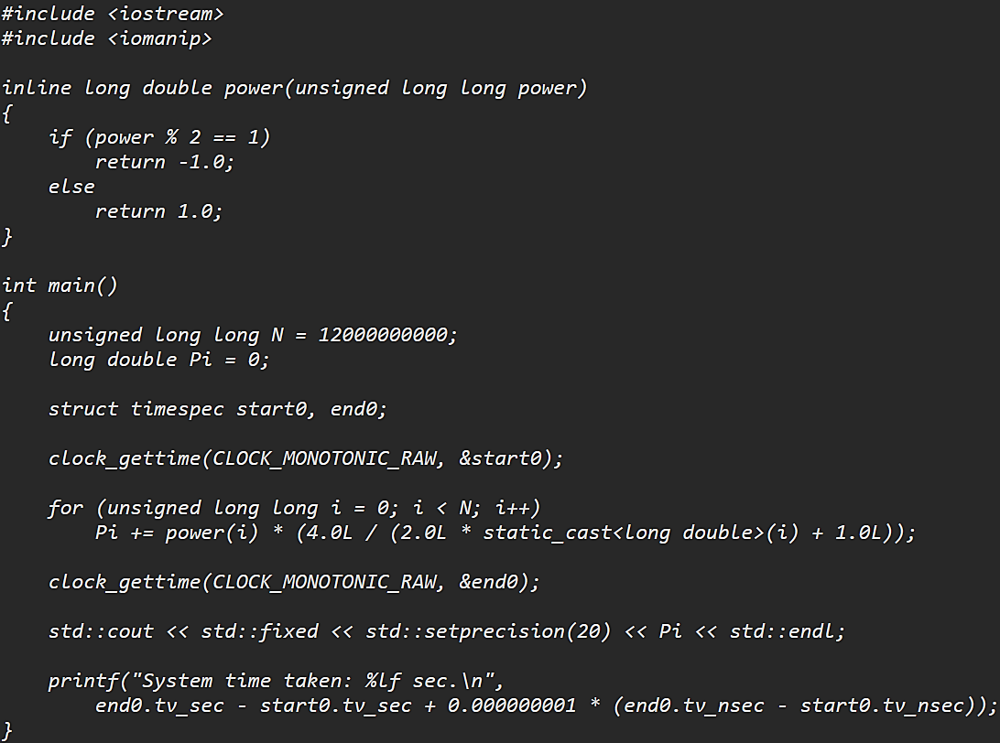 #include <iostream>
#include <iomanip>

inline long double power(unsigned long long power)
{
    if (power % 2 == 1)
        return -1.0;
    else
        return 1.0;
}

int main()
{
    unsigned long long N = 12000000000;
    long double Pi = 0;

    struct timespec start0, end0;

    clock_gettime(CLOCK_MONOTONIC_RAW, &start0);

    for (unsigned long long i = 0; i < N; i++)
        Pi += power(i) * (4.0L / (2.0L * static_cast<long double>(i) + 1.0L));

    clock_gettime(CLOCK_MONOTONIC_RAW, &end0);

    std::cout << std::fixed << std::setprecision(20) << Pi << std::endl;

    printf("System time taken: %lf sec.\n",
        end0.tv_sec - start0.tv_sec + 0.000000001 * (end0.tv_nsec - start0.tv_nsec));
}